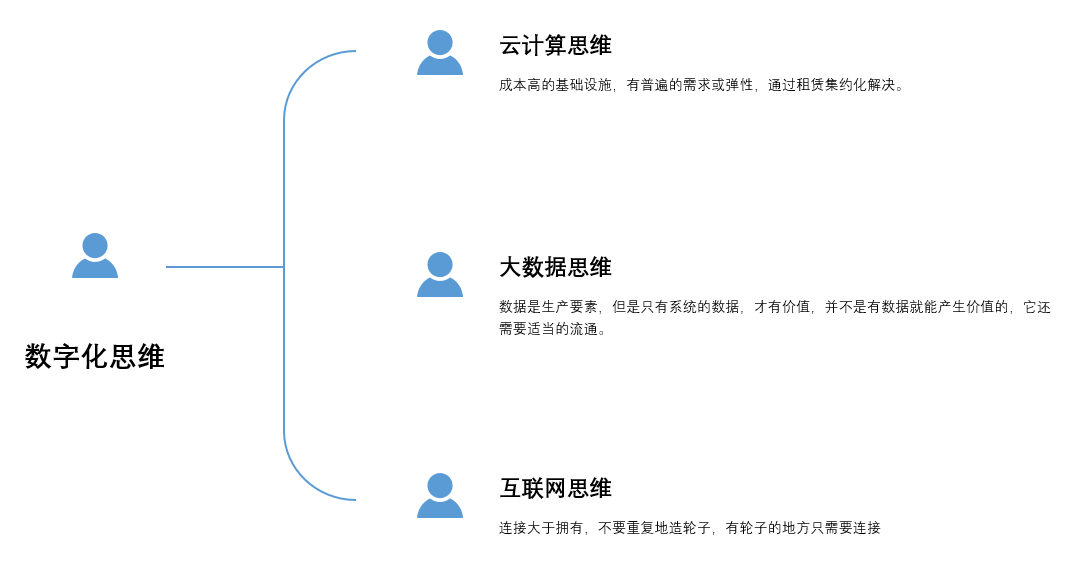 数字化思维
云计算思维
成本高的基础设施，有普遍的需求或弹性，通过租赁集约化解决。
大数据思维
数据是生产要素，但是只有系统的数据，才有价值，并不是有数据就能产生价值的，它还
需要适当的流通。
互联网思维
连接大于拥有，不要重复地造轮子，有轮子的地方只需要连接